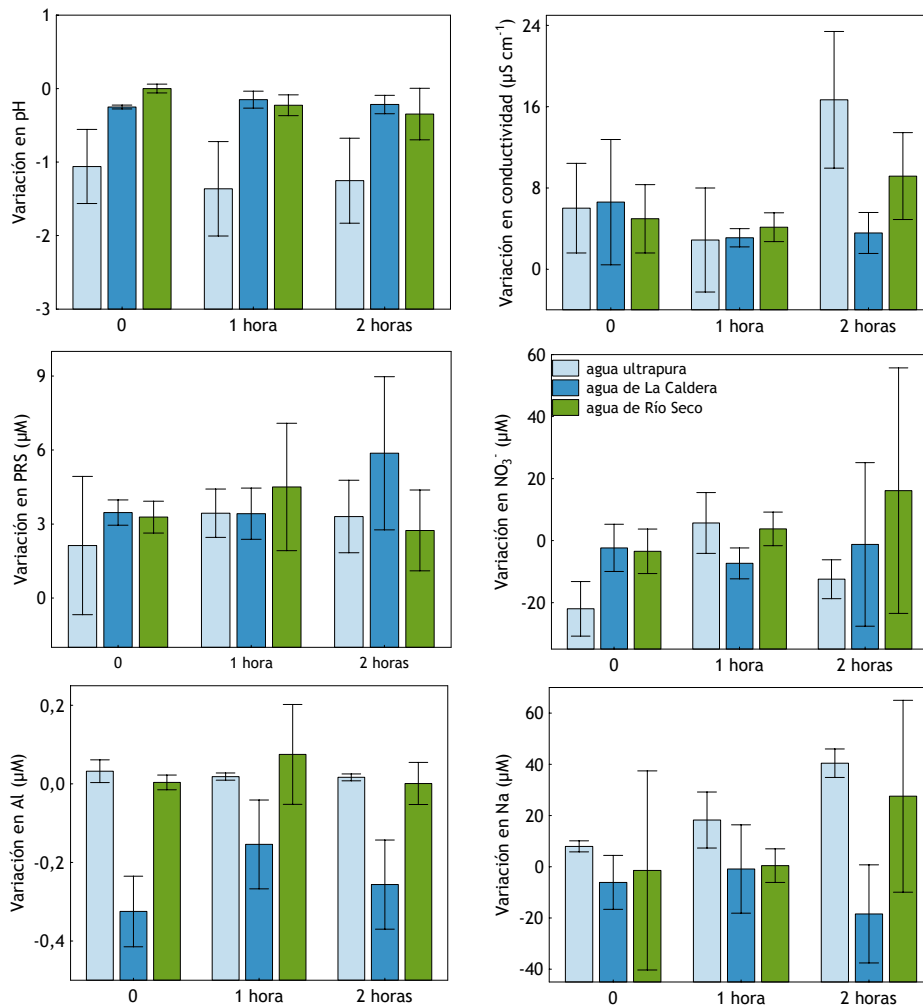 Variación en pH
1
0
-1
-2
-3
0
1 hora
2 horas
Variación en conductividad (µS cm⁻¹)
24
16
8
0
0
1 hora
2 horas
Variación en PRS (µM)
9
6
3
0
0
1 hora
2 horas
Variación en NO₃⁻ (µM)
60
40
20
0
-20
agua ultrapura
agua de La Caldera
agua de Río Seco
0
1 hora
2 horas
Variación en Al (µM)
0,2
0,0
-0,2
-0,4
0
1 hora
2 horas
Variación en Na (µM)
60
40
20
0
-20
-40
0
1 hora
2 horas